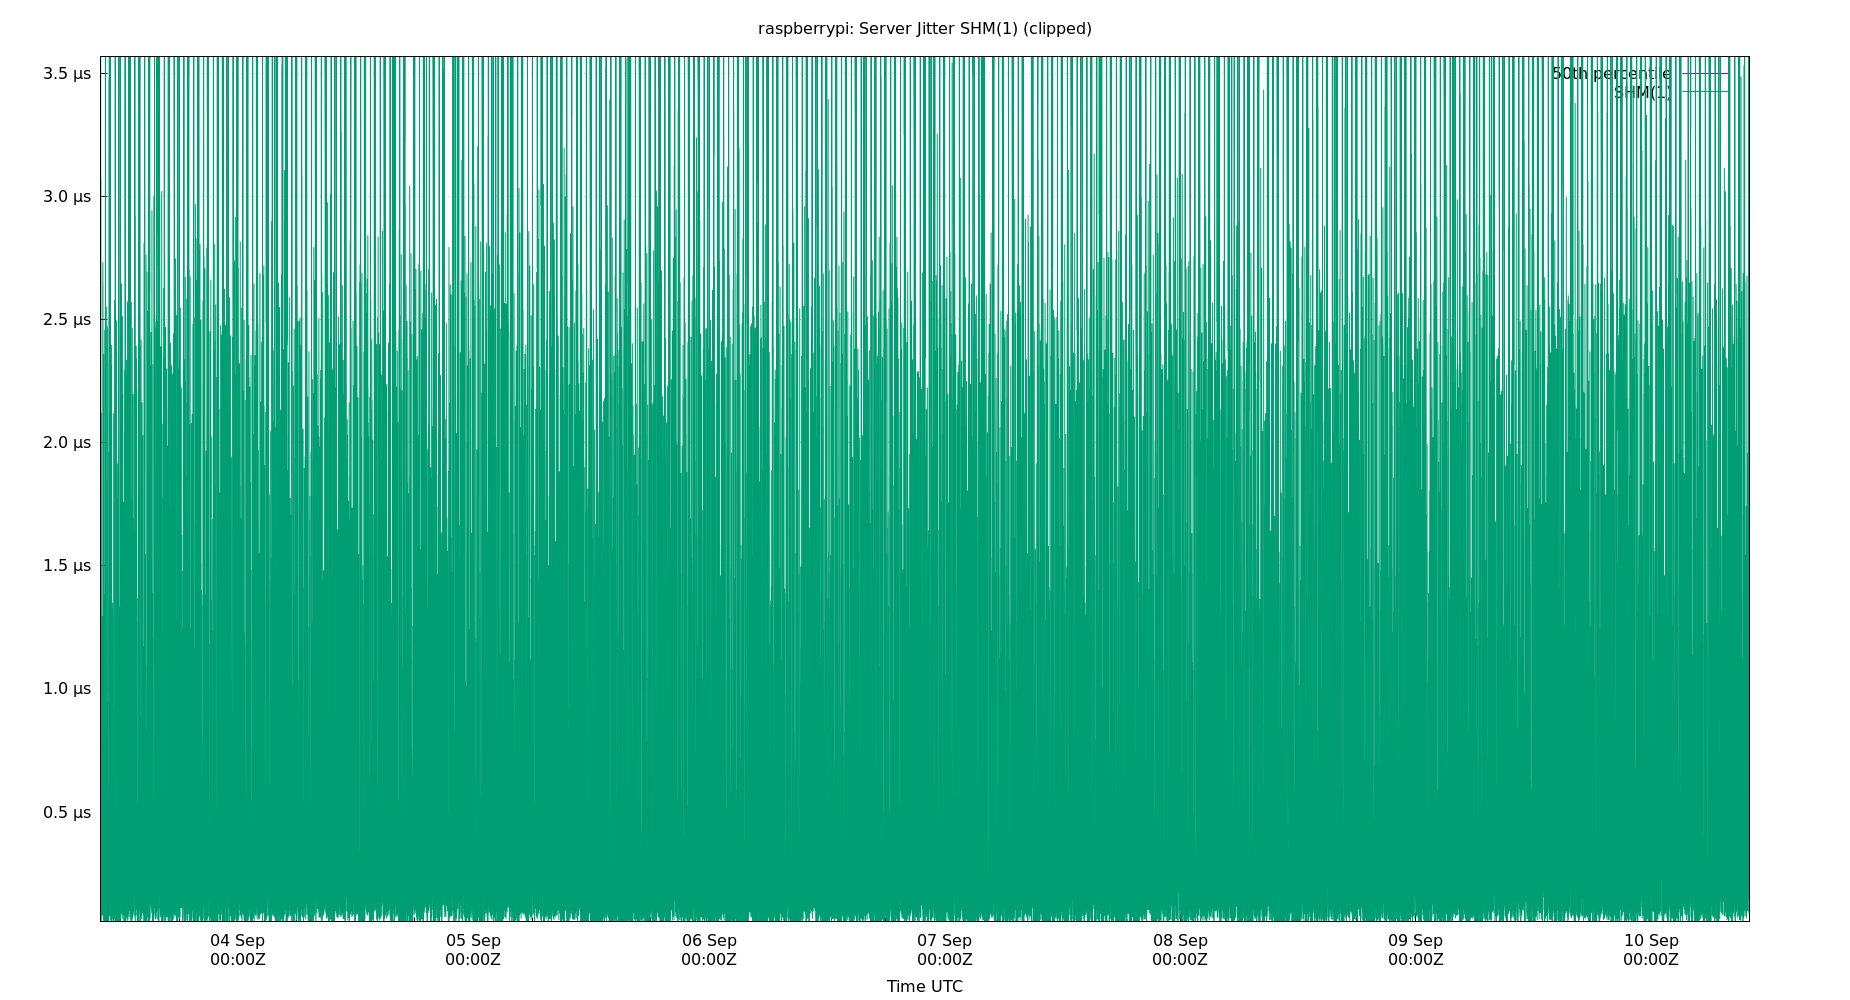 raspberrypi: Server Jitter SHM(1) (clipped)
3.5 µs
50th percentile
SHM(1)
3.0 µs
2.5 µs
2.0 µs
1.5 µs
1.0 µs
0.5 µs
04 Sep 05 Sep 06 Sep 07 Sep 08 Sep 09 Sep 10 Sep
00:00Z 00:00Z 00:00Z 00:00Z 00:00Z 00:00Z 00:00Z
Time UTC